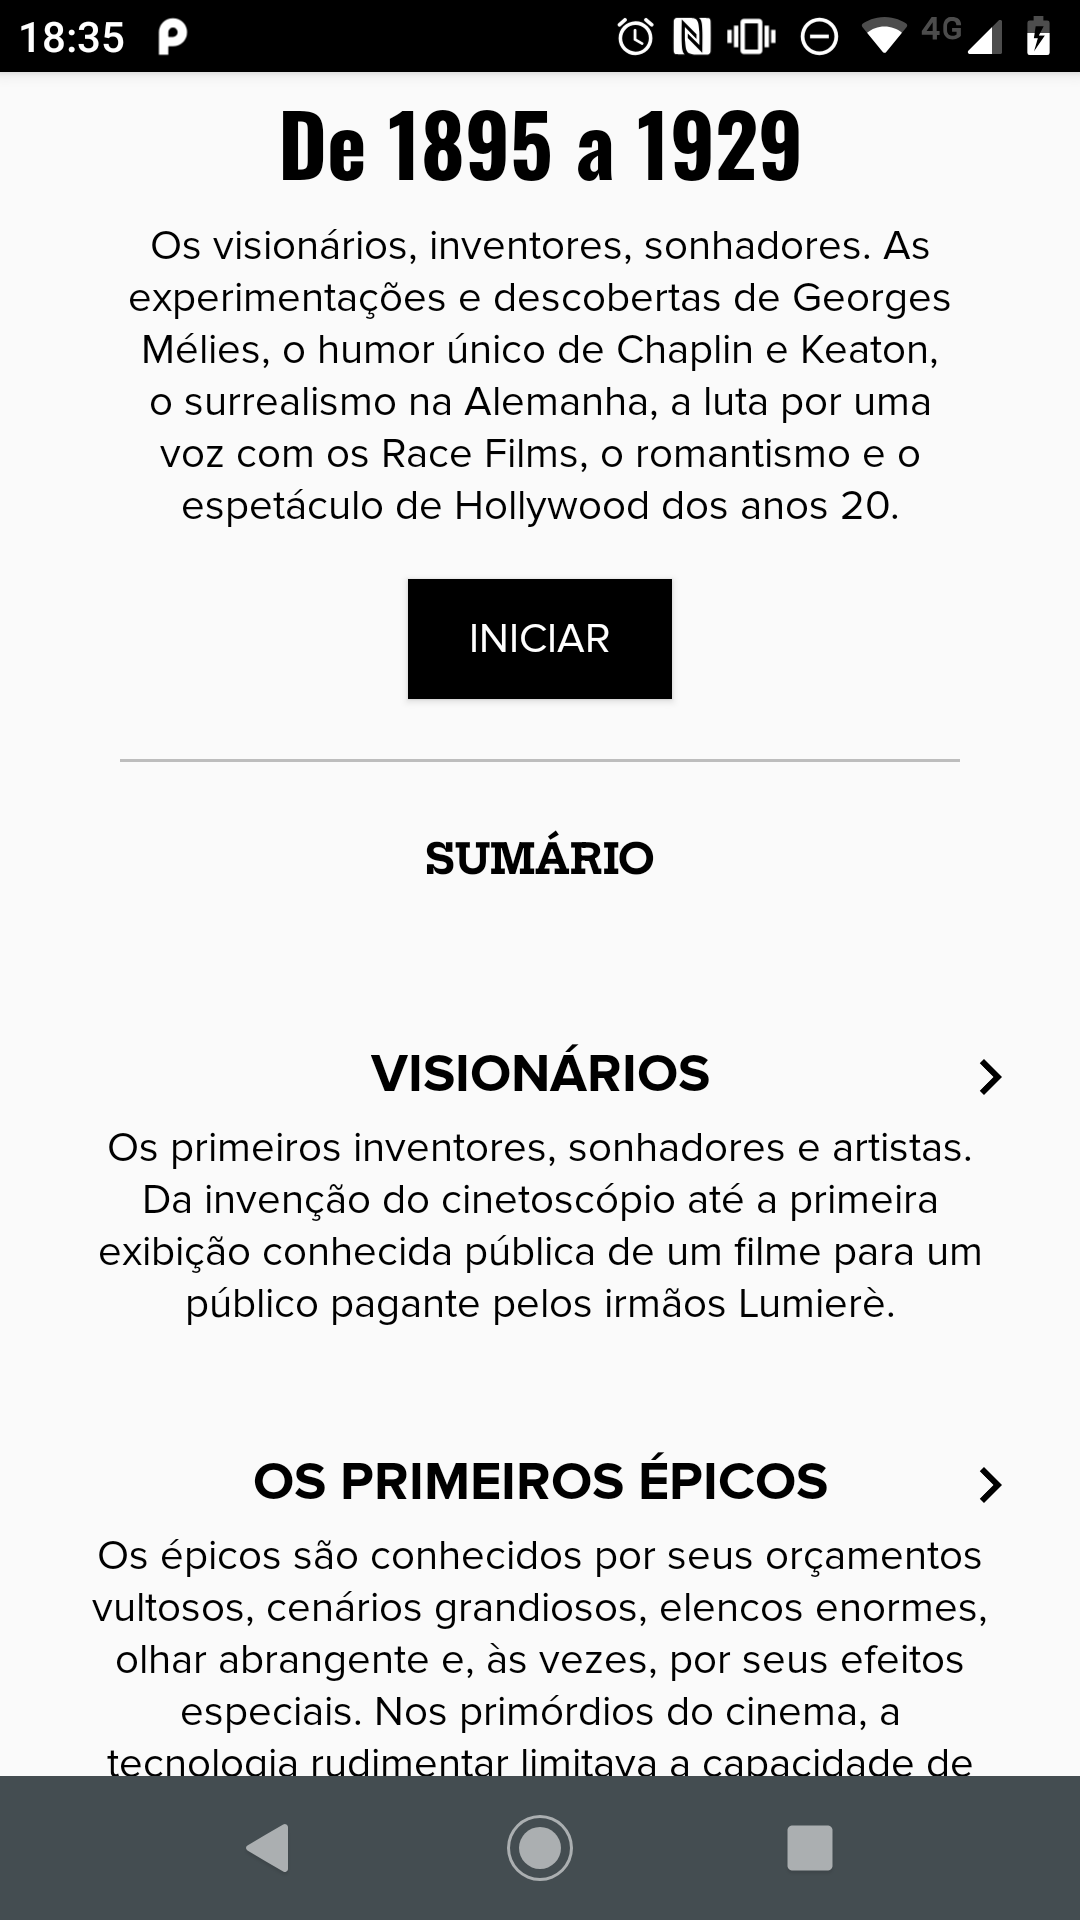 18:35
4G
De 1895 a 1929
Os visionários, inventores, sonhadores. As
experimentações e descobertas de Georges
Mélies, o humor único de Chaplin e Keaton,
o surrealismo na Alemanha, a luta por uma
voz com os Race Films, o romantismo e o
espetáculo de Hollywood dos anos 20.
INICIAR
SUMÁRIO
VISIONÁRIOS
Os primeiros inventores, sonhadores e artistas.
Da invenção do cinetoscópio até a primeira
exibição conhecida pública de um filme para um
público pagante pelos irmãos Lumierè.
OS PRIMEIROS ÉPICOS
Os épicos são conhecidos por seus orçamentos
vultosos, cenários grandiosos, elencos enormes,
olhar abrangente e, às vezes, por seus efeitos
especiais. Nos primórdios do cinema, a
tecnologia rudimentar limitava a capacidade de